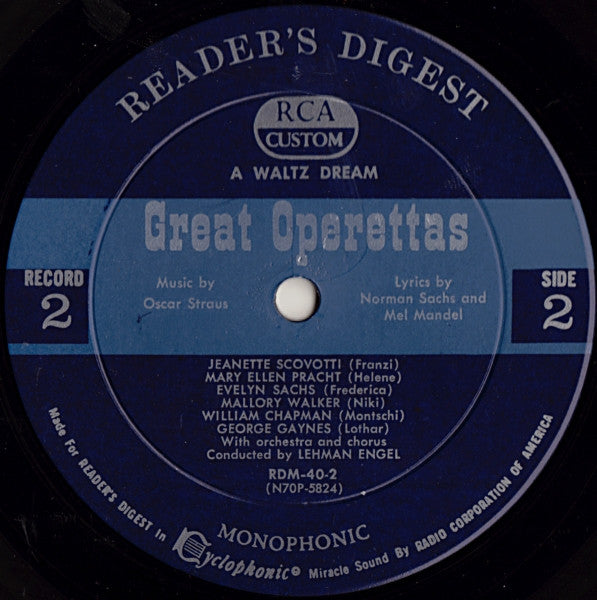 READER'S DIGEST
RCA
CUSTOM
A WALTZ DREAM
Great Operettas
RECORD
2
Music by
Oscar Straus
Lyrics by
Norman Sachs and
Mel Mandel
SIDE
2
JEANETTE SCOVOTTI (Franzi)
MARY ELLEN PRACHT (Helene)
EVELYN SACHS (Frederica)
MALLORY WALKER (Niki)
WILLIAM CHAPMAN (Montschi)
GEORGE GAYNES (Lothar)
With orchestra and chorus
Conducted by LEHMAN ENGEL
RDM-40-2
(N70P-5824)
MONOPHONIC
Made For READER'S DIGEST in Cyclophonic® Miracle Sound By RADIO CORPORATION OF AMERICA